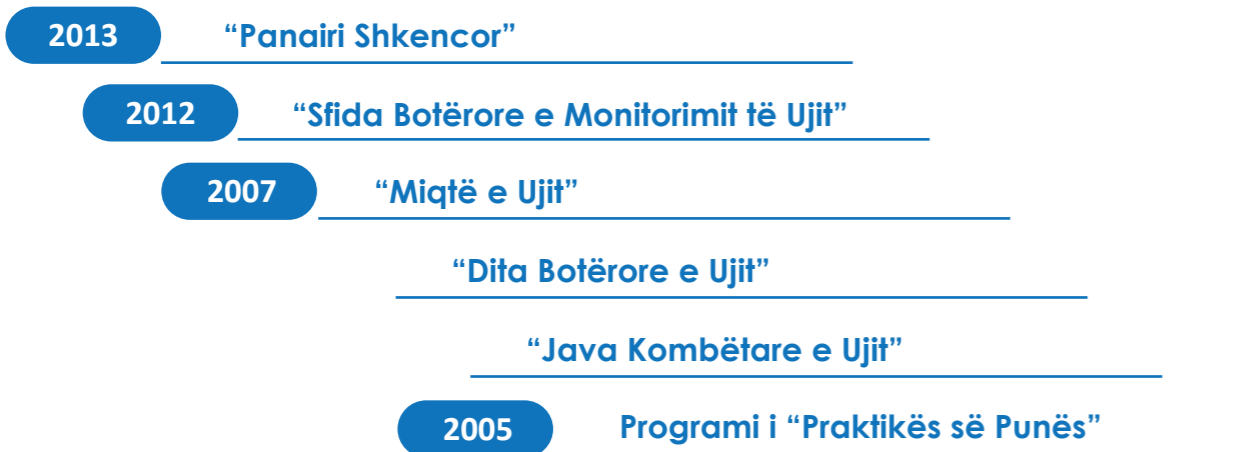 2013 “Panairi Shkencor”
2012 “Sfida Botërore e Monitorimit të Ujit”
2007 “Miqtë e Ujit”
“Dita Botërore e Ujit”
“Java Kombëtare e Ujit”
2005 Programi i “Praktikës së Punës”